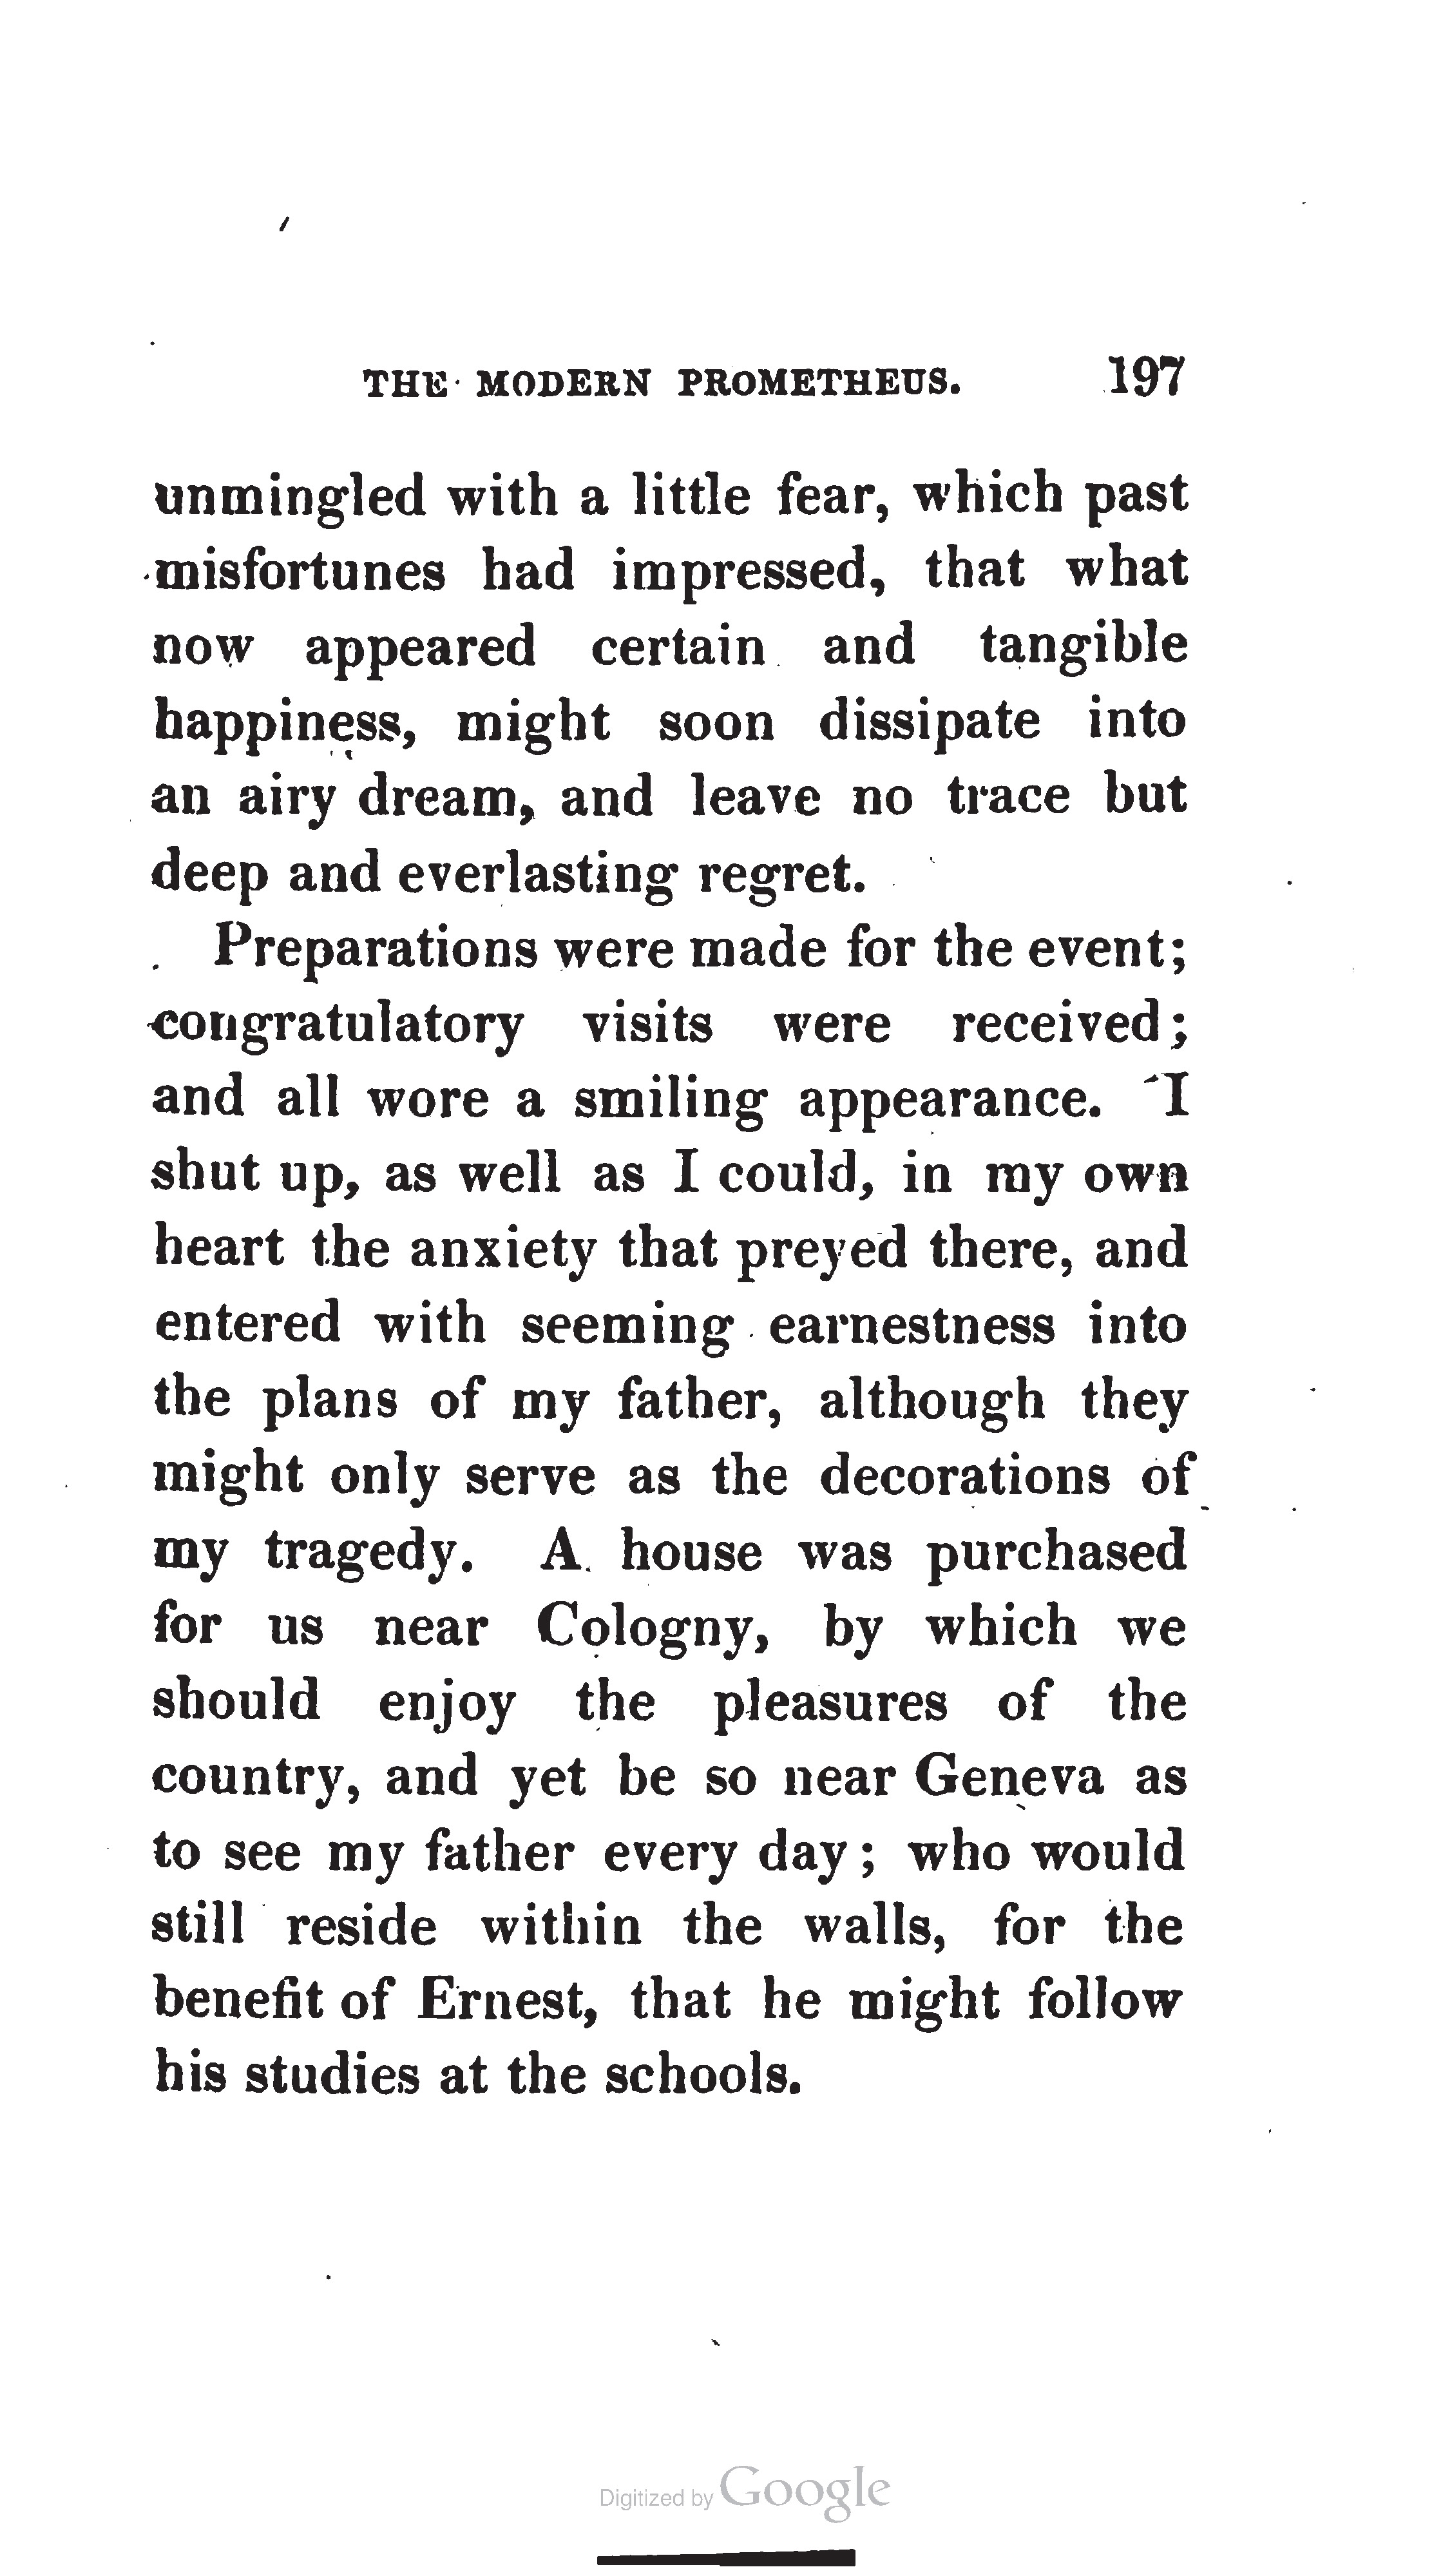 THE MODERN PROMETHEUS. 197
unmingled with a little fear, which past
misfortunes had impressed, that what
now appeared certain and tangible
happiness, might soon dissipate into
an airy dream, and leave no trace but
deep and everlasting regret.
Preparations were made for the event;
congratulatory visits were received;
and all wore a smiling appearance. I
shut up, as well as I could, in my own
heart the anxiety that preyed there, and
entered with seeming earnestness into
the plans of my father, although they
might only serve as the decorations of
my tragedy. A house was purchased
for us near Cologny, by which we
should enjoy the pleasures of the
country, and yet be so near Geneva as
to see my father every day; who would
still reside within the walls, for the
benefit of Ernest, that he might follow
his studies at the schools.
Digitized by Google